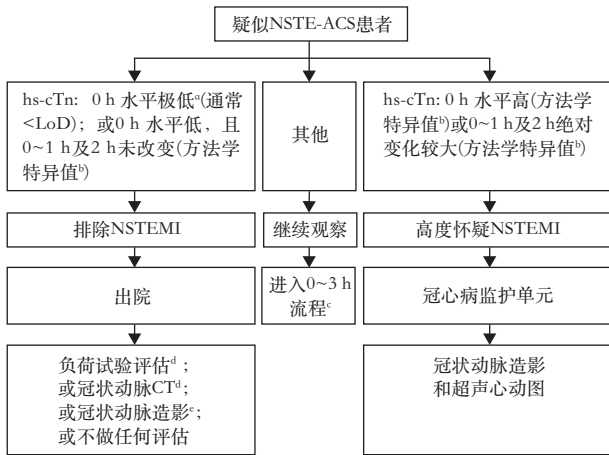 疑似NSTE-ACS患者
hs-cTn: 0 h 水平极低ᵃ(通常
<LoD)；或0 h 水平低，且
0~1 h及2 h未改变(方法学
特异值ᵇ)
其他
hs-cTn: 0 h 水平高(方法学
特异值ᵇ)或0~1 h及2 h绝对
变化较大(方法学特异值ᵇ)
排除NSTEMI
继续观察
高度怀疑NSTEMI
出院
进入0~3 h
流程ᶜ
冠心病监护单元
负荷试验评估ᵈ；
或冠状动脉CTᵈ；
或冠状动脉造影ᵉ；
或不做任何评估
冠状动脉造影
和超声心动图